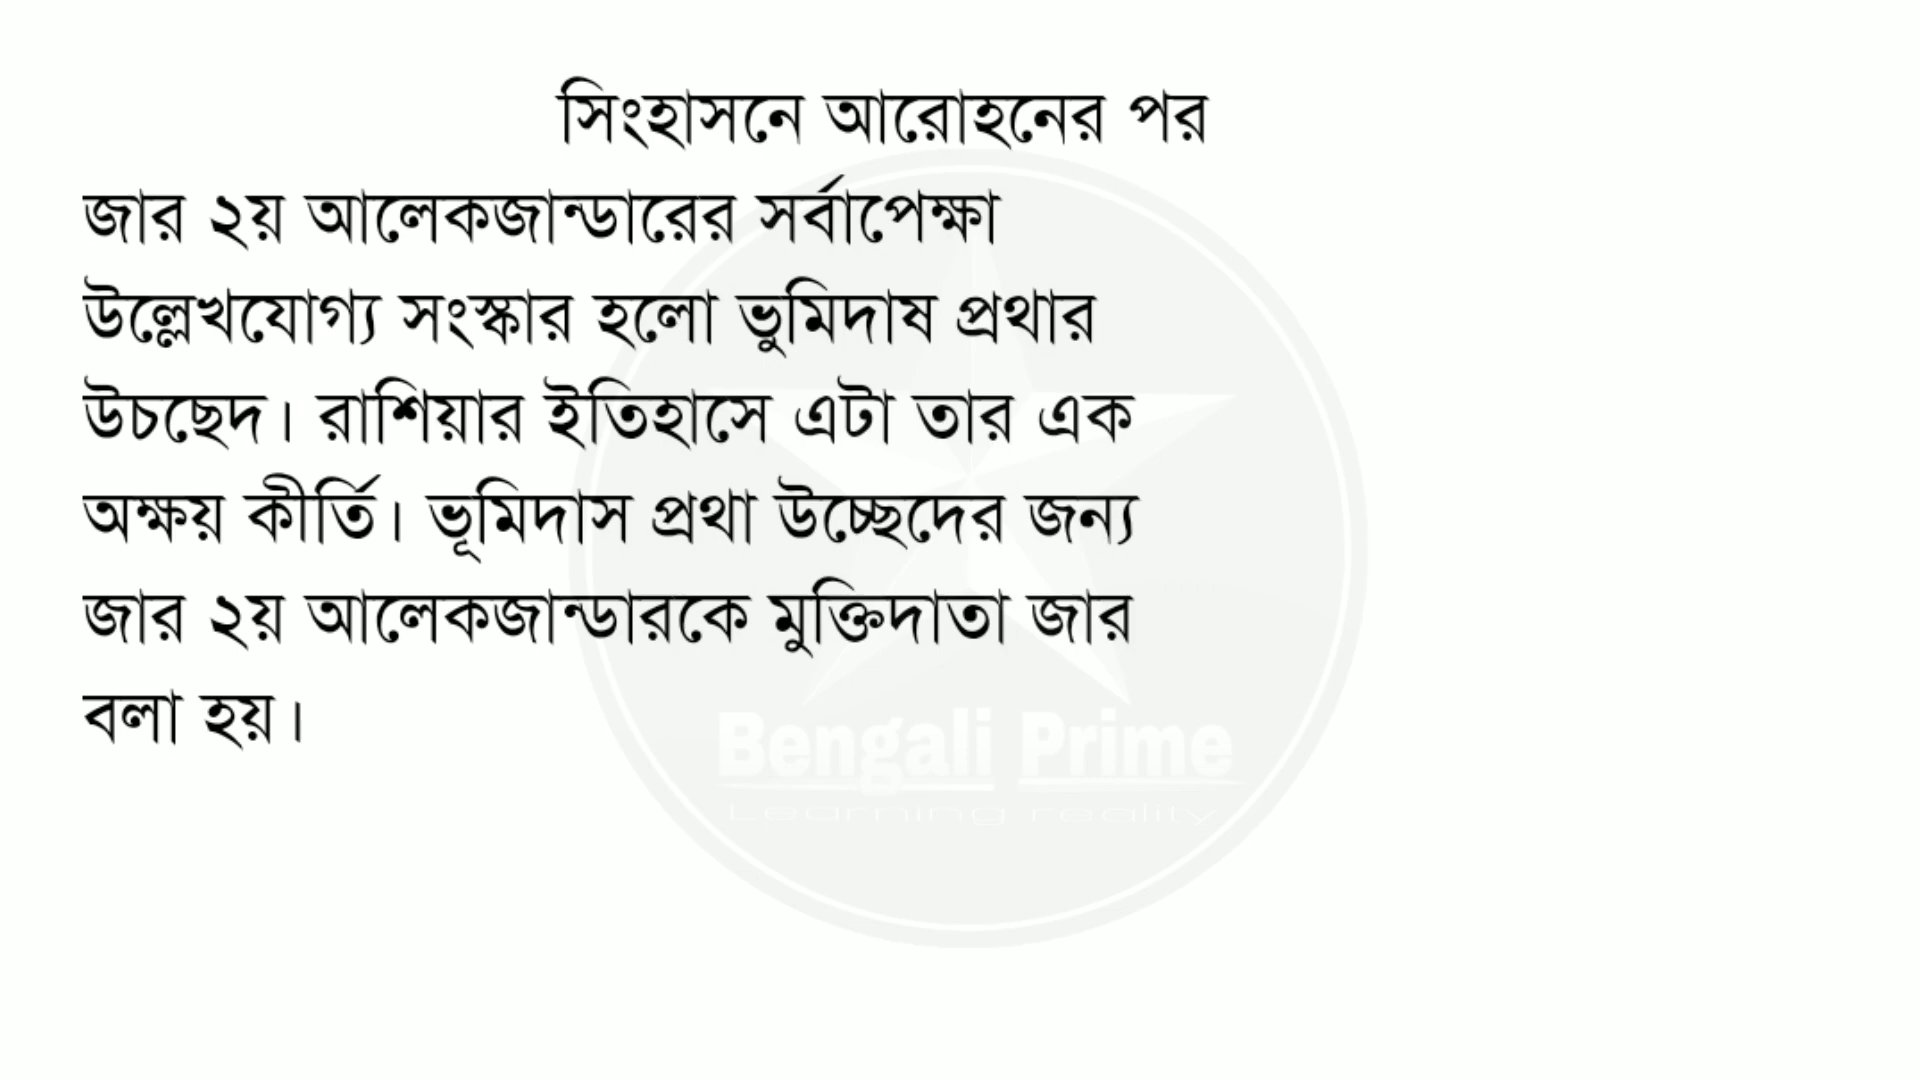 সিংহাসনে আরোহনের পর
জার ২য় আলেকজান্ডারের সর্বাপেক্ষা
উল্লেখযোগ্য সংস্কার হলো ভুমিদাষ প্রথার
উচছেদ। রাশিয়ার ইতিহাসে এটা তার এক
অক্ষয় কীর্তি। ভূমিদাস প্রথা উচ্ছেদের জন্য
জার ২য় আলেকজান্ডারকে মুক্তিদাতা জার
বলা হয়।
Bengali Prime
Learning reality